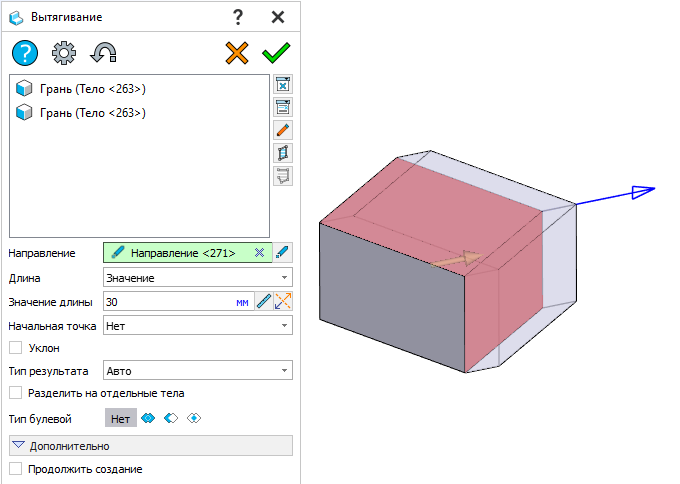 Вытягивание ?
?
Грань (Тело <263>)
Грань (Тело <263>)
Направление Направление <271>
Длина Значение
Значение длины 30 мм
Начальная точка Нет
Уклон
Тип результата Авто
Разделить на отдельные тела
Тип булевой Нет
Дополнительно
Продолжить создание